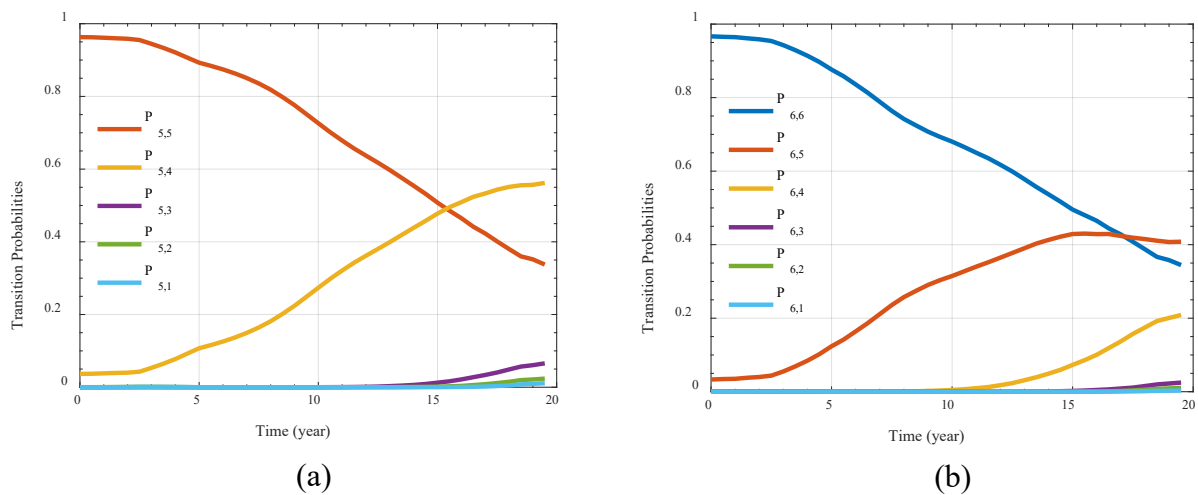 1
0.8
0.6
0.4
0.2
0
Transition Probabilities
P 5,5
P 5,4
P 5,3
P 5,2
P 5,1
0 5 10 15 20
Time (year)
(a)
1
0.8
0.6
0.4
0.2
0
Transition Probabilities
P 6,6
P 6,5
P 6,4
P 6,3
P 6,2
P 6,1
0 5 10 15 20
Time (year)
(b)